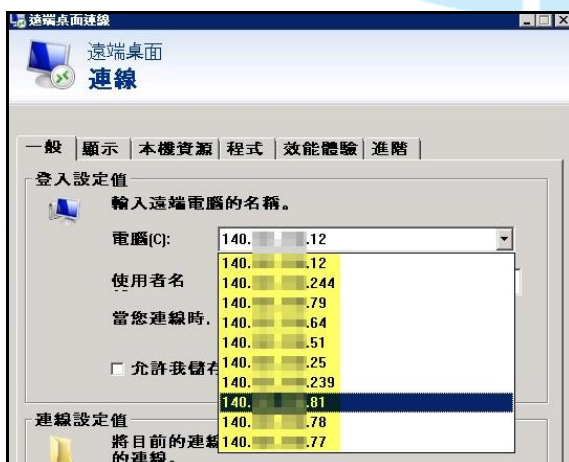 遠端桌面連線
遠端桌面
連線
一般 顯示 本機資源 程式 效能體驗 進階
登入設定值
輸入遠端電腦的名稱。
電腦(C): 140. .12
140. .12
使用者名 140. .244
140. .79
當您連線時, 140. .64
140. .51
允許我儲存 140. .25
140. .239
140. .81
連線設定值 140. .78
將目前的連線 140. .77
的連線。